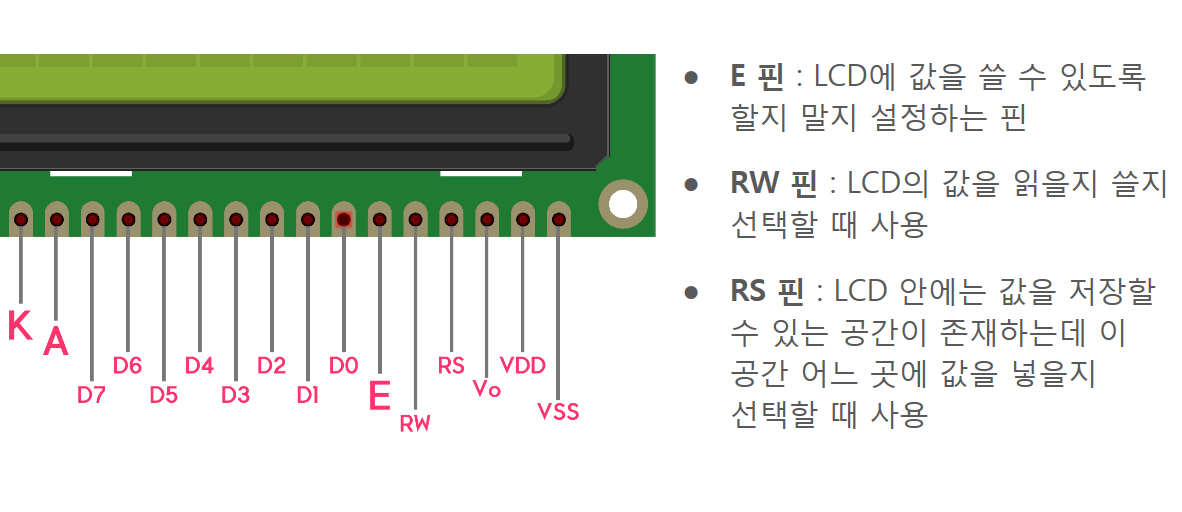 K
A
D7
D6
D5
D4
D3
D2
D1
D0
E
RW
RS
Vo
VDD
VSS
● E 핀 : LCD에 값을 쓸 수 있도록
할지 말지 설정하는 핀
● RW 핀 : LCD의 값을 읽을지 쓸지
선택할 때 사용
● RS 핀 : LCD 안에는 값을 저장할
수 있는 공간이 존재하는데 이
공간 어느 곳에 값을 넣을지
선택할 때 사용